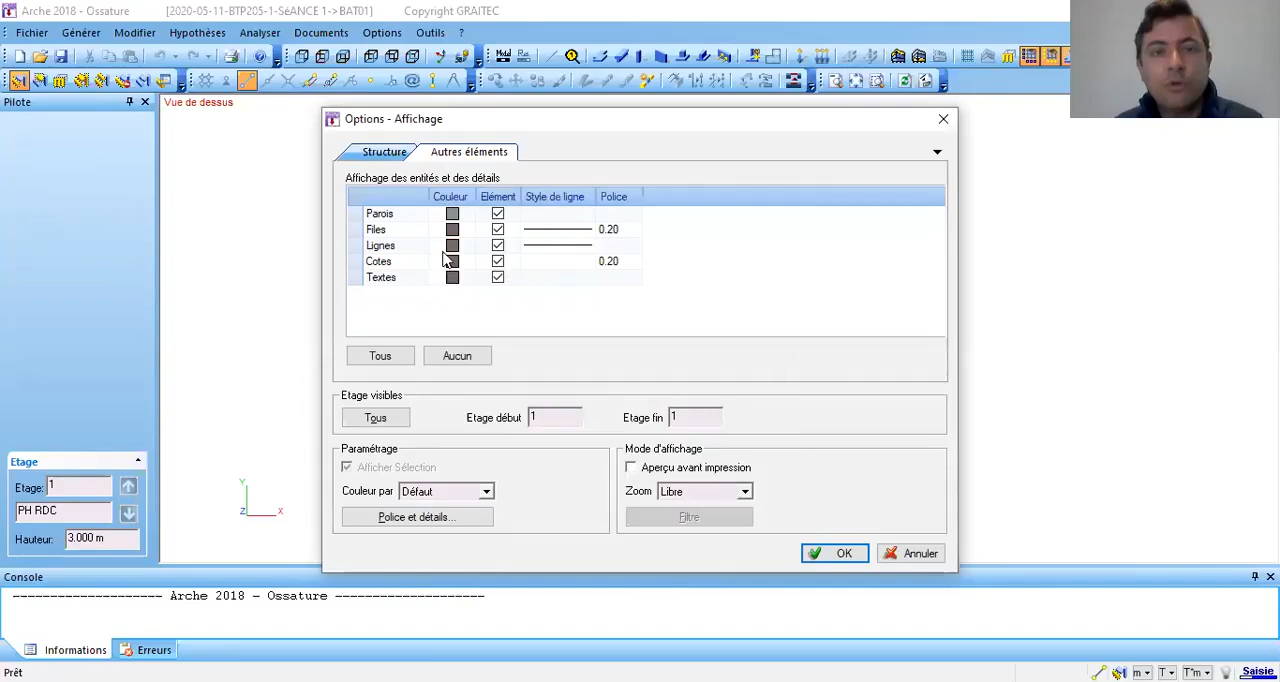 Arche 2018 - Ossature [2020-05-11-BTP205-1-SéANCE 1->BAT01] Copyright GRAITEC
Fichier Générer Modifier Hypothèses Analyser Documents Options Outils ?
Pilote
Vue de dessus
Options - Affichage
Structure Autres éléments
Affichage des entités et des détails
Couleur Elément Style de ligne Police
Parois
Files 0.20
Lignes
Cotes 0.20
Textes
Tous Aucun
Etage visibles
Tous Etage début 1 Etage fin 1
Paramétrage Mode d'affichage
Afficher Sélection Aperçu avant impression
Couleur par Défaut Zoom Libre
Police et détails... Filtre
OK Annuler
Etage
Etage: 1
PH RDC
Hauteur: 3.000 m
Y
Z X
Console
-------------------- Arche 2018 - Ossature --------------------
Informations Erreurs
Prêt m T T*m Saisie